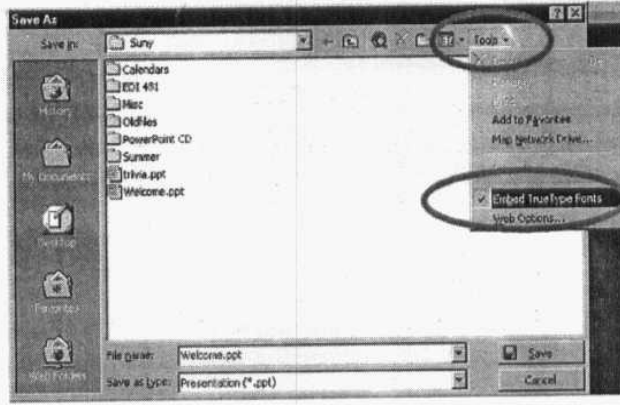 Save As
Save in:
Suny
Tools
History
My Documents
Desktop
Favorites
Web Folders
Calendars
EDI 481
Misc
OldFiles
PowerPoint CD
Summer
trivia.ppt
Welcome.ppt
Add to Favorites
Map Network Drive...
Embed TrueType Fonts
Web Options...
File name:
Welcome.ppt
Save
Save as type:
Presentation (*.ppt)
Cancel